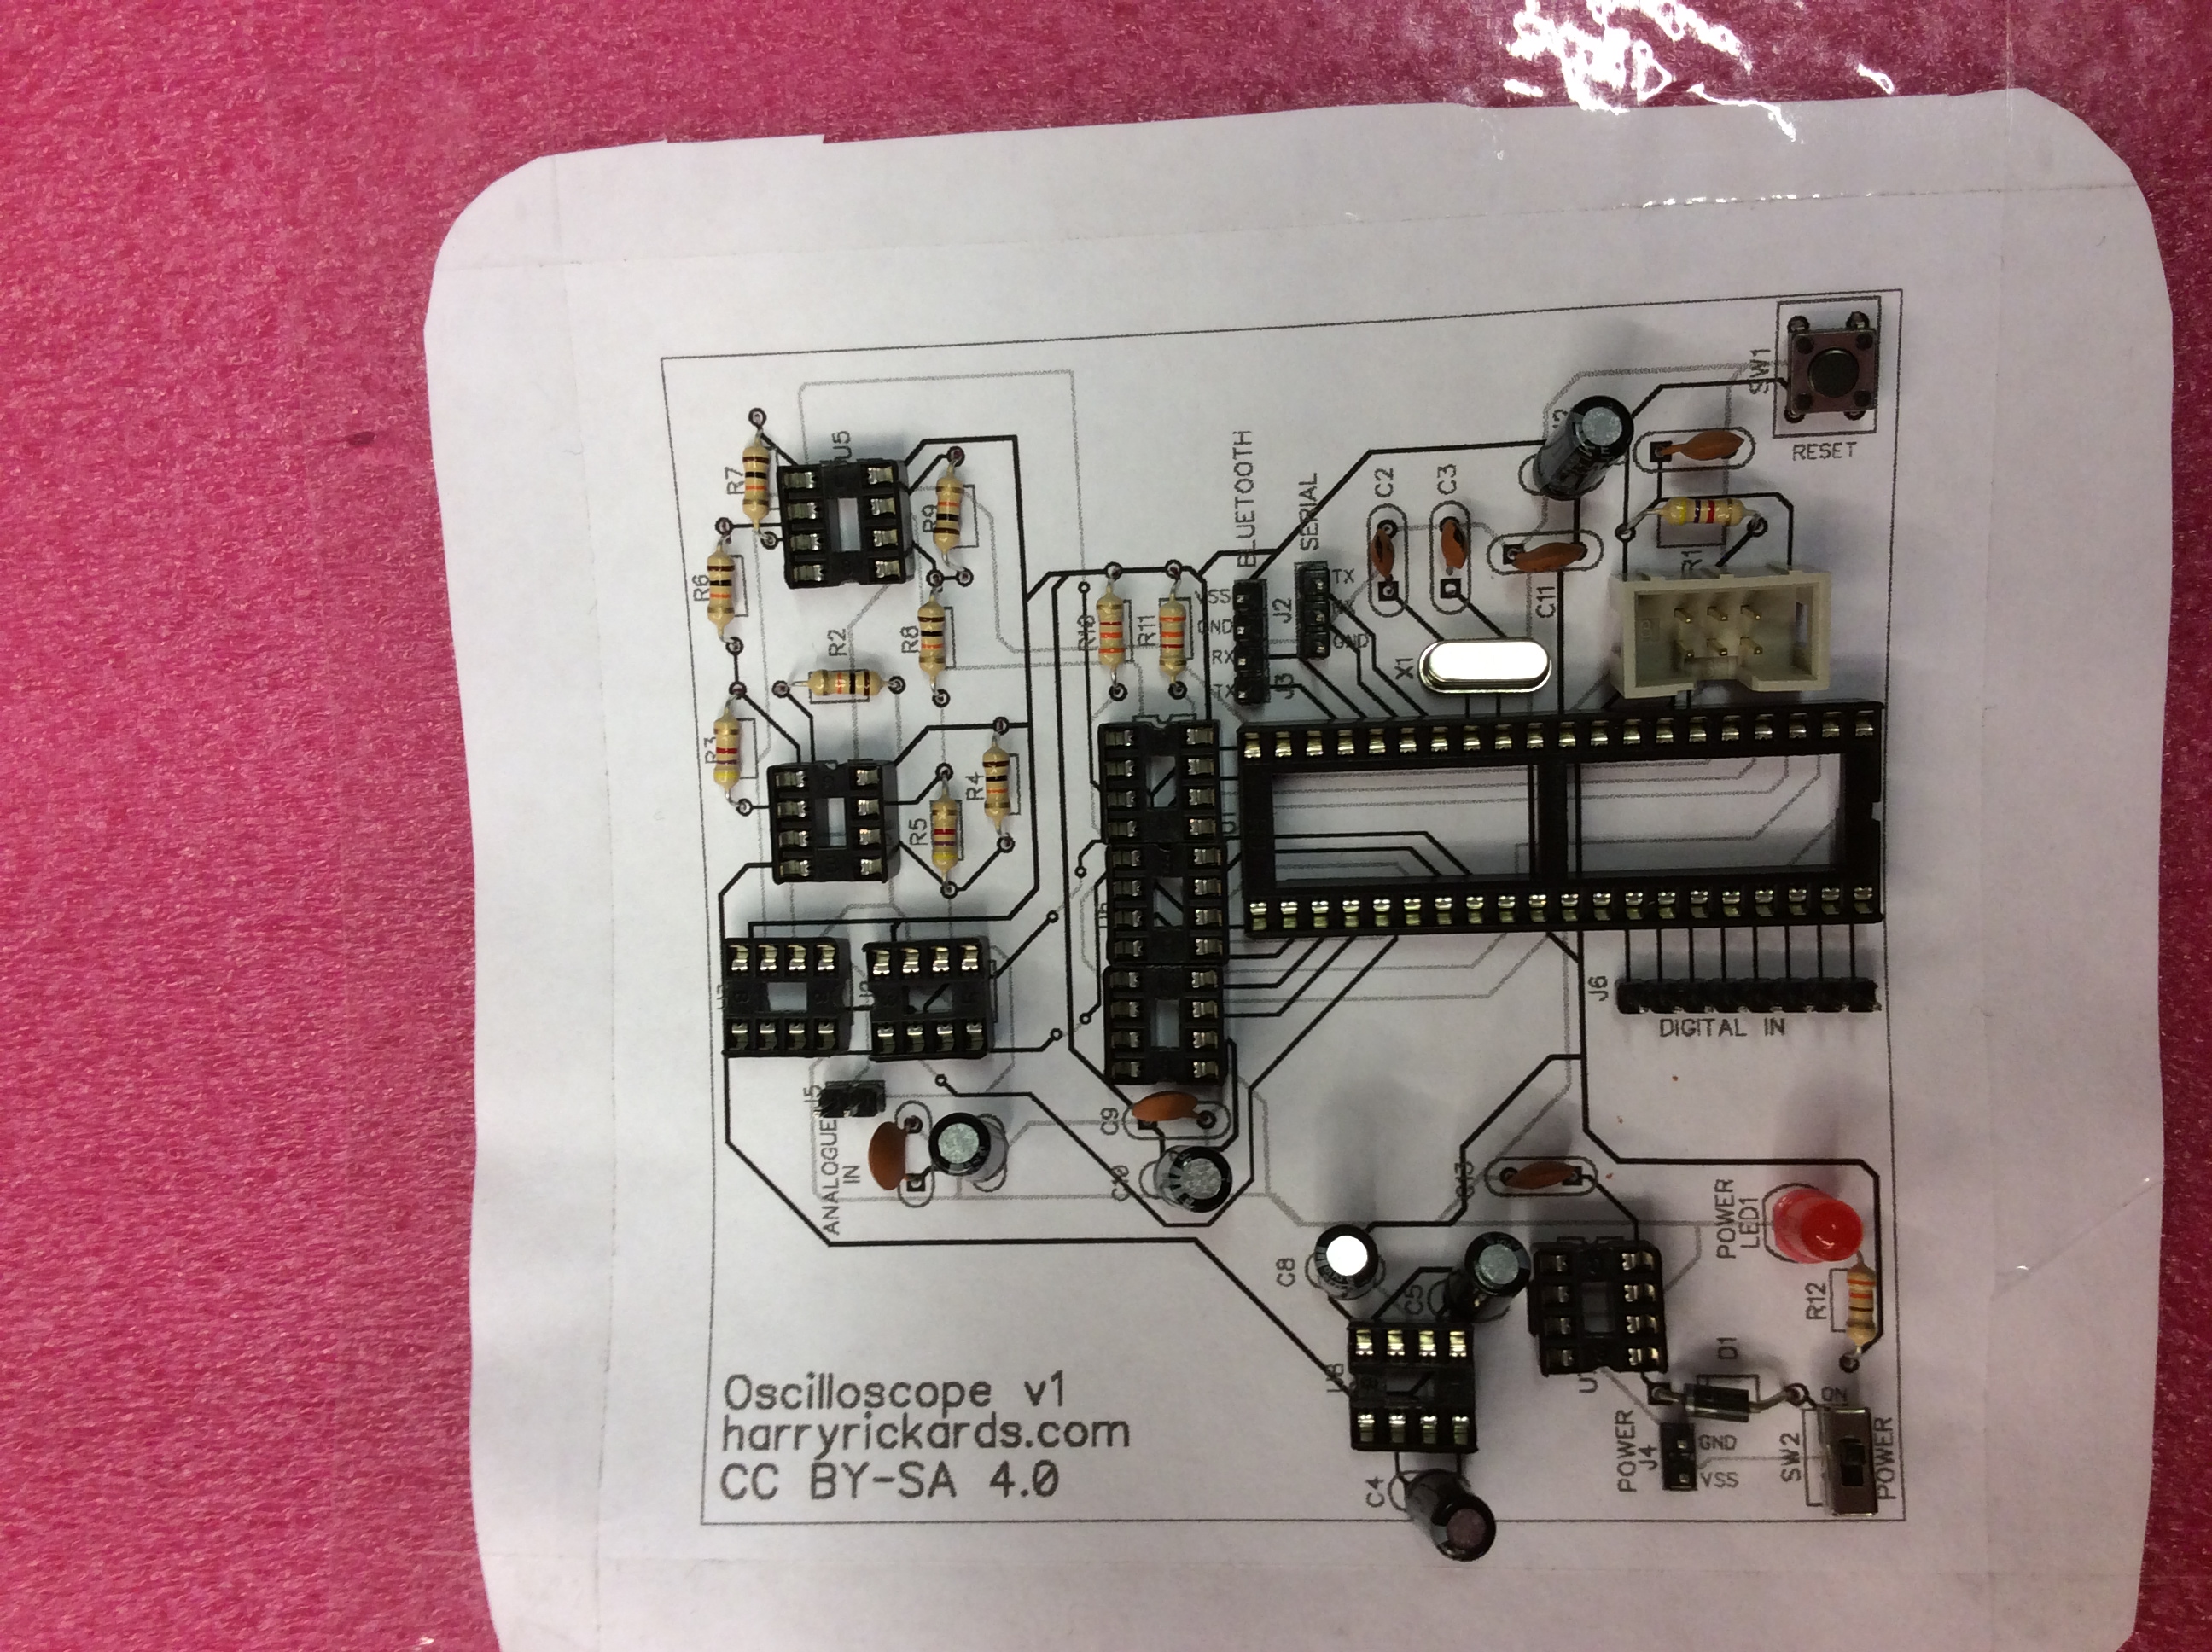 Oscilloscope v1
harryrickards.com
CC BY-SA 4.0
POWER
SW2
ON
VSS
GND
J4
POWER
D1
R12
POWER
LED1
C4
C5
C8
C10
C9
ANALOGUE
IN
DIGITAL IN
J6
R5
R4
R3
R2
R8
R6
R9
R7
U5
R11
R10
J3
TX
RX
GND
VSS
BLUETOOTH
J2
GND
TX
SERIAL
X1
C11
C3
C2
R1
RESET
SW1